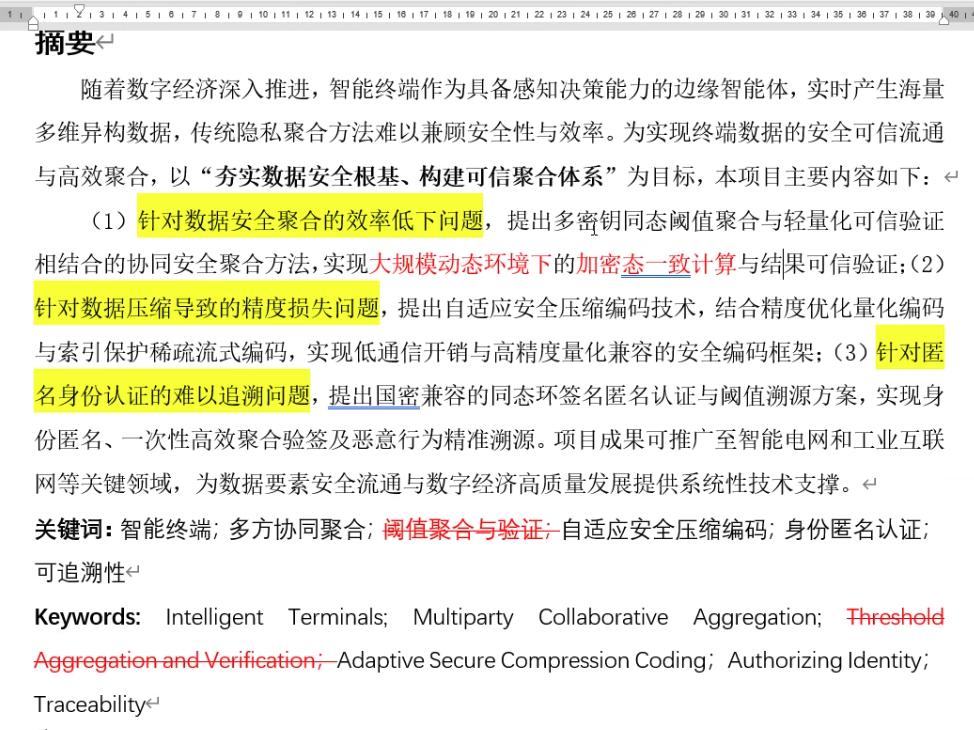 摘要
随着数字经济深入推进，智能终端作为具备感知决策能力的边缘智能体，实时产生海量
多维异构数据，传统隐私聚合方法难以兼顾安全性与效率。为实现终端数据的安全可信流通
与高效聚合，以“夯实数据安全根基、构建可信聚合体系”为目标，本项目主要内容如下：
（1）针对数据安全聚合的效率低下问题，提出多密钥同态阈值聚合与轻量化可信验证
相结合的协同安全聚合方法，实现大规模动态环境下的加密态一致计算与结果可信验证；（2）
针对数据压缩导致的精度损失问题，提出自适应安全压缩编码技术，结合精度优化量化编码
与索引保护稀疏流式编码，实现低通信开销与高精度量化兼容的安全编码框架；（3）针对匿
名身份认证的难以追溯问题，提出国密兼容的同态环签名匿名认证与阈值溯源方案，实现身
份匿名、一次性高效聚合验签及恶意行为精准溯源。项目成果可推广至智能电网和工业互联
网等关键领域，为数据要素安全流通与数字经济高质量发展提供系统性技术支撑。
关键词：智能终端；多方协同聚合；阈值聚合与验证；自适应安全压缩编码；身份匿名认证；
可追溯性
Keywords: Intelligent Terminals; Multiparty Collaborative Aggregation; Threshold
Aggregation and Verification；Adaptive Secure Compression Coding；Authorizing Identity；
Traceability